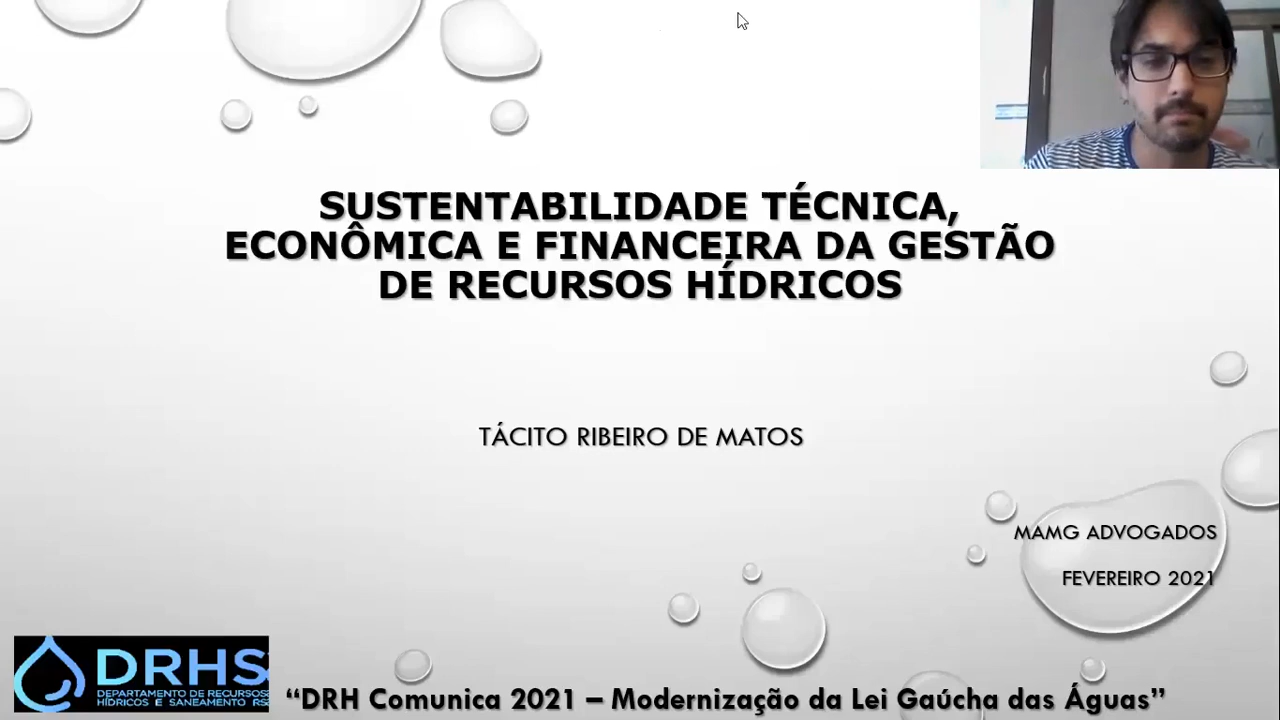 SUSTENTABILIDADE TÉCNICA,
ECONÔMICA E FINANCEIRA DA GESTÃO
DE RECURSOS HÍDRICOS
TÁCITO RIBEIRO DE MATOS
MAMG ADVOGADOS
FEVEREIRO 2021
DRHS
DEPARTAMENTO DE RECURSOS
HÍDRICOS E SANEAMENTO RS
“DRH Comunica 2021 – Modernização da Lei Gaúcha das Águas”